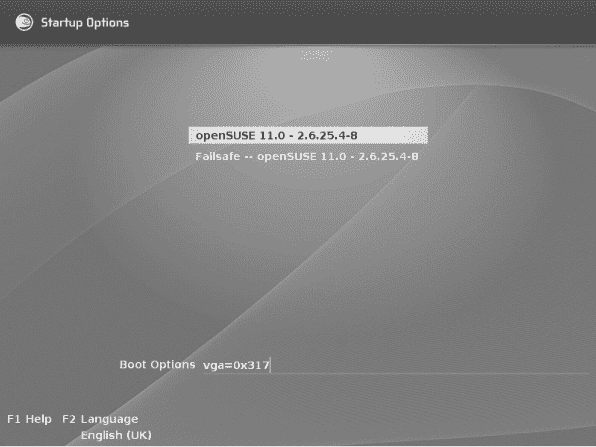 Startup Options
openSUSE 11.0 - 2.6.25.4-8
Failsafe -- openSUSE 11.0 - 2.6.25.4-8
Boot Options vga=0x317
F1 Help F2 Language
English (UK)